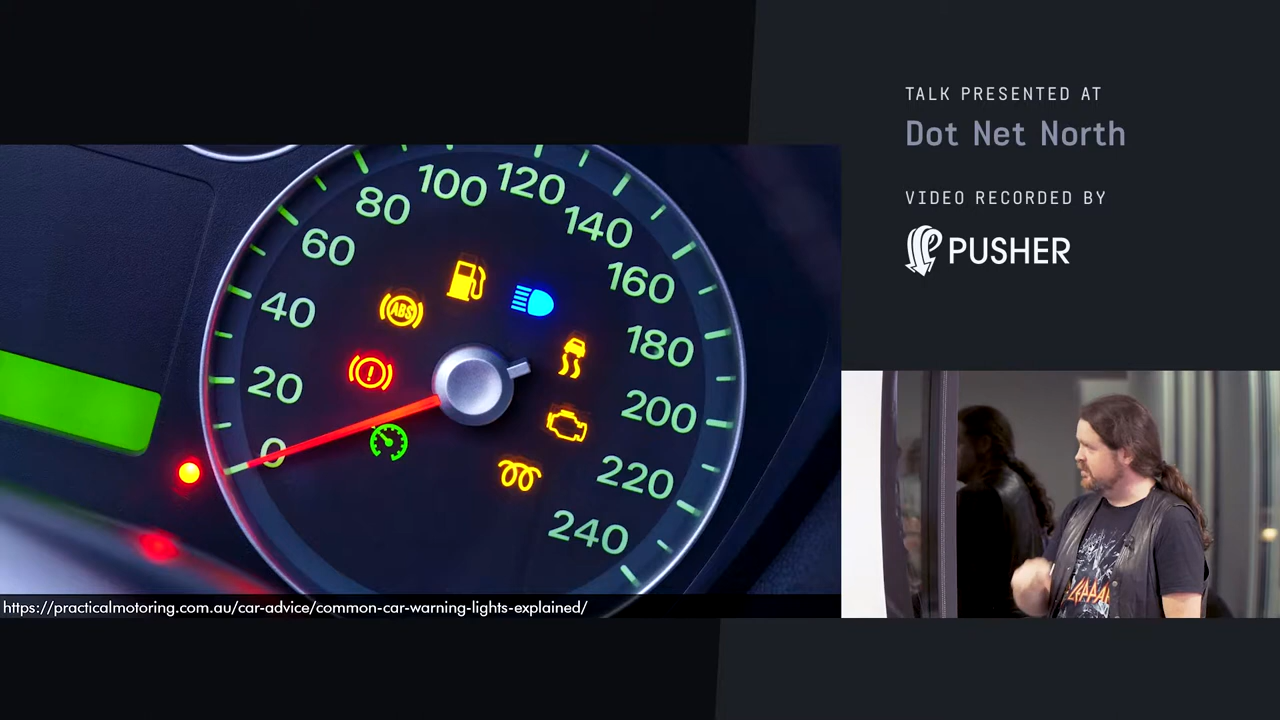 TALK PRESENTED AT
Dot Net North
VIDEO RECORDED BY
PUSHER
100
120
80
140
60
160
ABS
40
180
!
20
200
0
220
240
https://practicalmotoring.com.au/car-advice/common-car-warning-lights-explained/